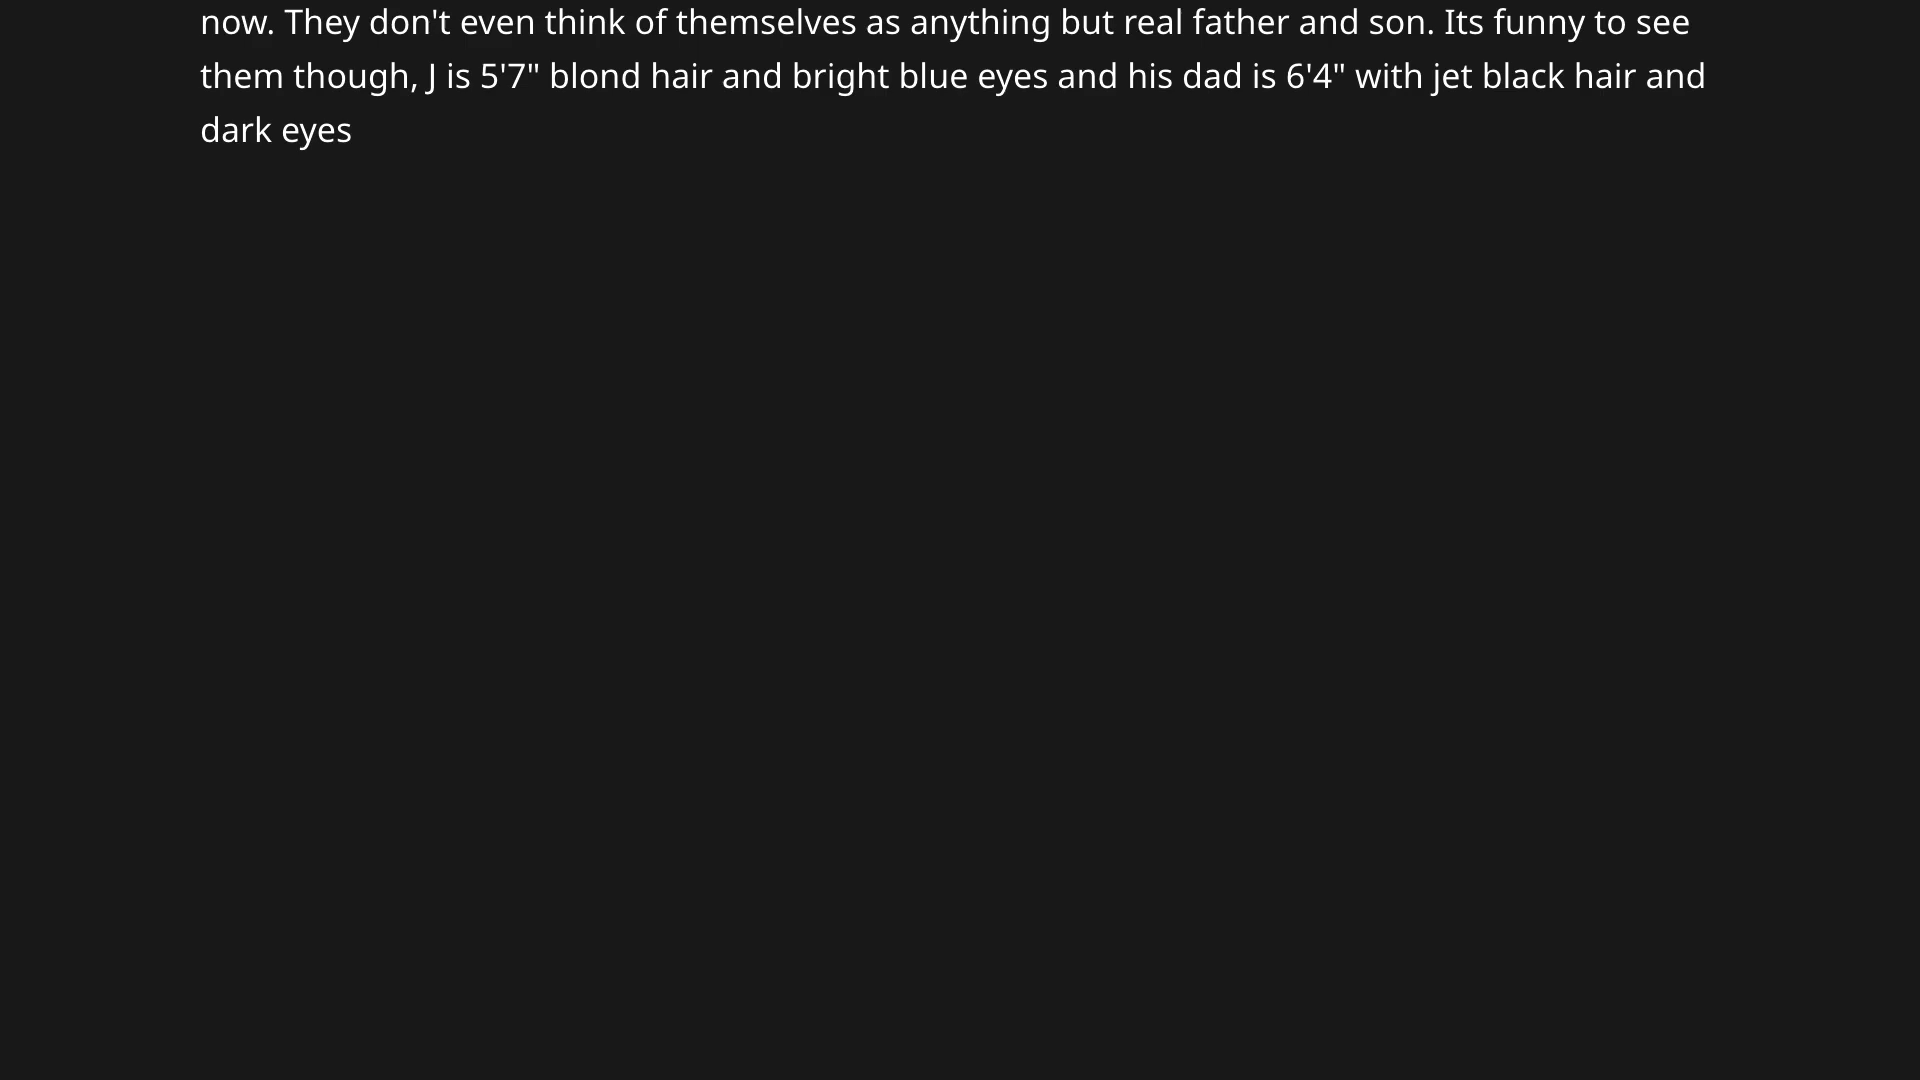 now. They don't even think of themselves as anything but real father and son. Its funny to see
them though, J is 5'7" blond hair and bright blue eyes and his dad is 6'4" with jet black hair and
dark eyes